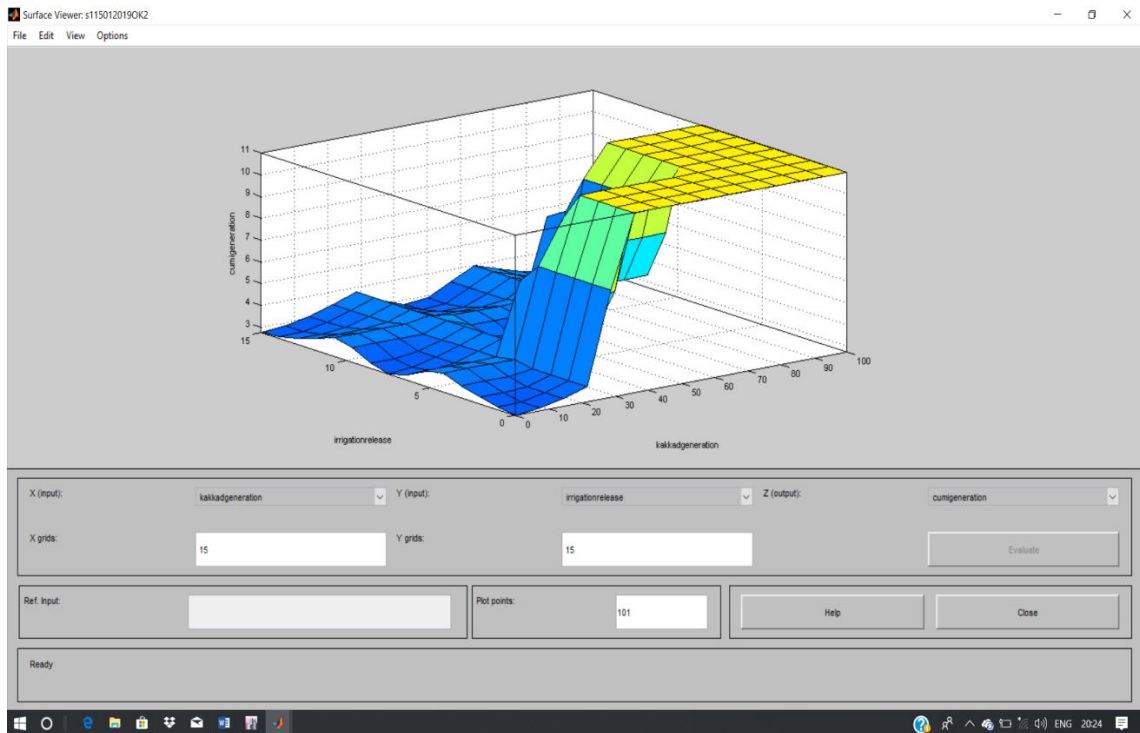 Surface Viewer: s115012019OK2
File Edit View Options
11
10
9
8
7
6
5
4
3
cumigeneration
15
10
5
0
irrigationrelease
0
10
20
30
40
50
60
70
80
90
100
kakkadgeneration
X (input): kakkadgeneration Y (input): irrigationrelease Z (output): cumigeneration
X grids: 15 Y grids: 15 Evaluate
Ref. Input: Plot points: 101 Help Close
Ready
ENG 20:24